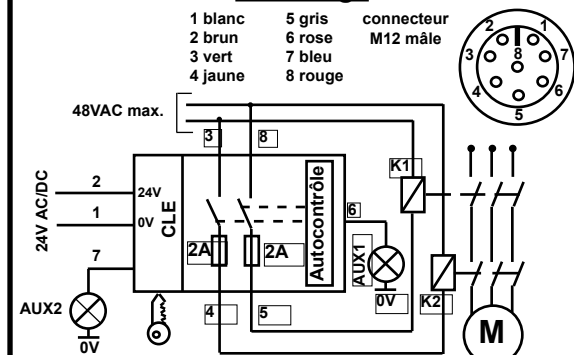 1 blanc 5 gris connecteur
2 brun 6 rose M12 mâle
3 vert 7 bleu
4 jaune 8 rouge
2 1
3 8 7
4 6
5
48VAC max.
3 8
K1
2 24V
1 0V
24V AC/DC
CLE
Autocontrôle
6
7
2A 2A
AUX1
AUX2
0V
4 5
0V
K2
M